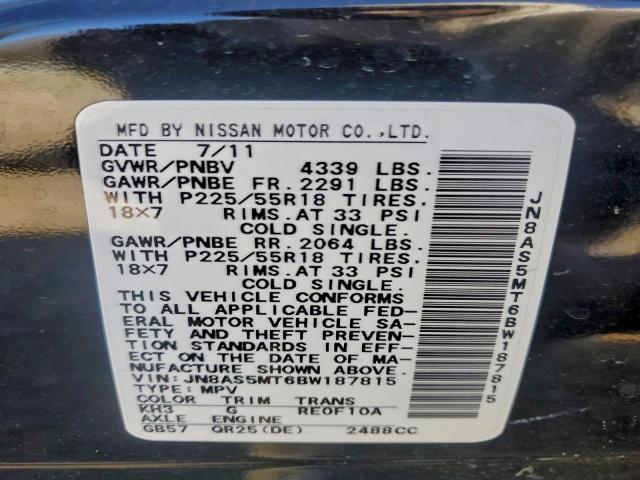 MFD BY NISSAN MOTOR CO.,LTD.
DATE 7/11
GVWR/PNBV 4339 LBS.
GAWR/PNBE FR. 2291 LBS.
WITH P225/55R18 TIRES.
18X7 RIMS. AT 33 PSI
COLD SINGLE.
GAWR/PNBE RR. 2064 LBS.
WITH P225/55R18 TIRES.
18X7 RIMS. AT 33 PSI
COLD SINGLE.
THIS VEHICLE CONFORMS
TO ALL APPLICABLE FED-
ERAL MOTOR VEHICLE SA-
FETY AND THEFT PREVEN-
TION STANDARDS IN EFF-
ECT ON THE DATE OF MA-
NUFACTURE SHOWN ABOVE.
VIN: JN8AS5MT6BW187815
TYPE: MPV
COLOR TRIM TRANS
KH3 G RE0F10A
AXLE ENGINE
GB57 QR25(DE) 2488CC
JN8AS5MT6BW187815